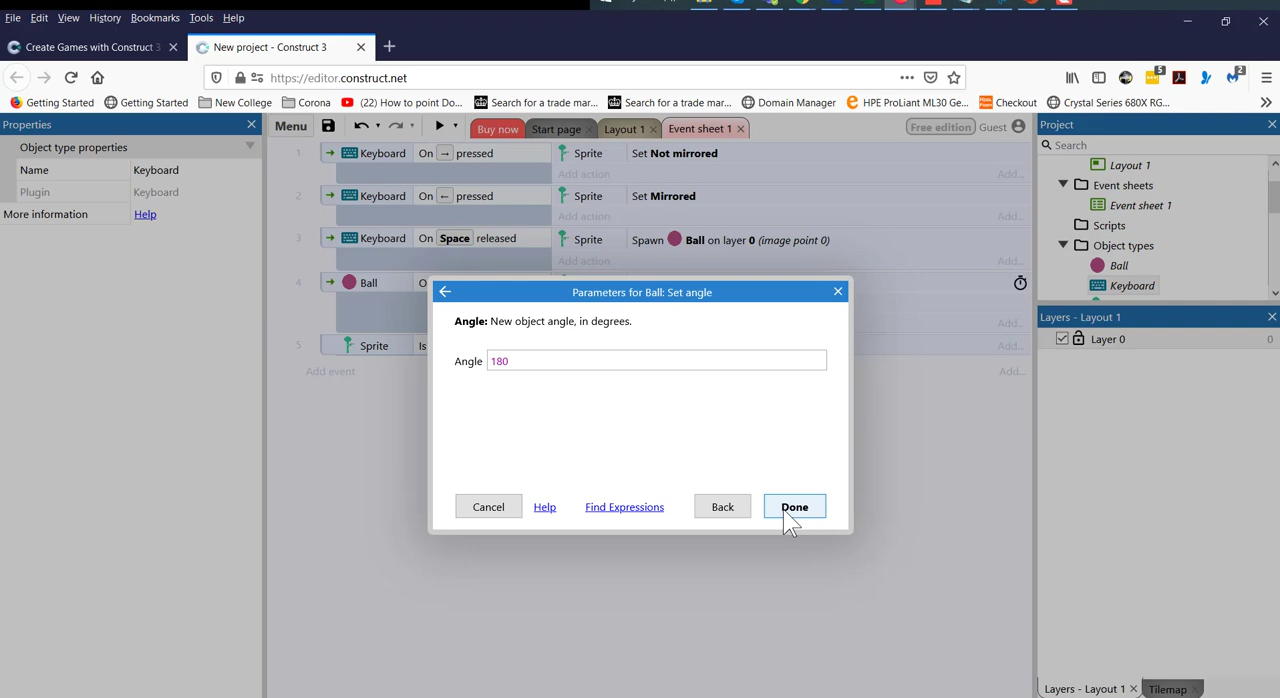 File Edit View History Bookmarks Tools Help
Create Games with Construct 3 New project - Construct 3
https://editor.construct.net 5 2
Getting Started Getting Started New College Corona (22) How to point Do... Search for a trade mar... Search for a trade mar... Domain Manager HPE ProLiant ML30 Ge... Checkout Crystal Series 680X RG...
Properties Menu Buy now Start page Layout 1 Event sheet 1 Free edition Guest Project
Object type properties
Name Keyboard
Plugin Keyboard
More information Help
1 Keyboard On → pressed Sprite Set Not mirrored
Add action Add...
2 Keyboard On ← pressed Sprite Set Mirrored
Add action Add...
3 Keyboard On Space released Sprite Spawn Ball on layer 0 (image point 0)
Add action Add...
4 Ball
Add...
5 Sprite Is Add...
Add event Add...
Parameters for Ball: Set angle
Angle: New object angle, in degrees.
Angle 180
Cancel Help Find Expressions Back Done
Search
Layout 1
Event sheets
Event sheet 1
Scripts
Object types
Ball
Keyboard
Layers - Layout 1
Layer 0 0
Layers - Layout 1 Tilemap